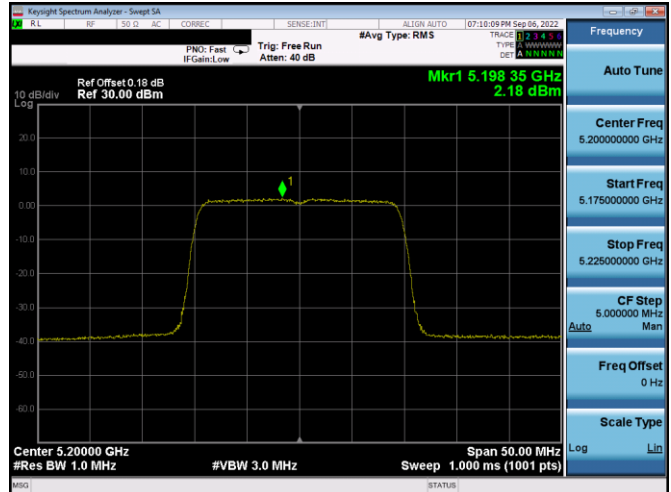 Keysight Spectrum Analyzer - Swept SA
LXI RL RF 50 Ω AC CORREC SENSE:INT ALIGN AUTO 07:10:09 PM Sep 06, 2022
PNO: Fast Trig: Free Run #Avg Type: RMS TRACE 1 2 3 4 5 6
IFGain:Low Atten: 40 dB TYPE A WWWWW
DET A N N N N N
Mkr1 5.198 35 GHz
Ref Offset 0.18 dB
10 dB/div Ref 30.00 dBm 2.18 dBm
Log
20.0
10.0
1
0.00
-10.0
-20.0
-30.0
-40.0
-50.0
-60.0
Center 5.20000 GHz Span 50.00 MHz
#Res BW 1.0 MHz #VBW 3.0 MHz Sweep 1.000 ms (1001 pts)
MSG STATUS
Frequency
Auto Tune
Center Freq
5.200000000 GHz
Start Freq
5.175000000 GHz
Stop Freq
5.225000000 GHz
CF Step
5.000000 MHz
Auto Man
Freq Offset
0 Hz
Scale Type
Log Lin